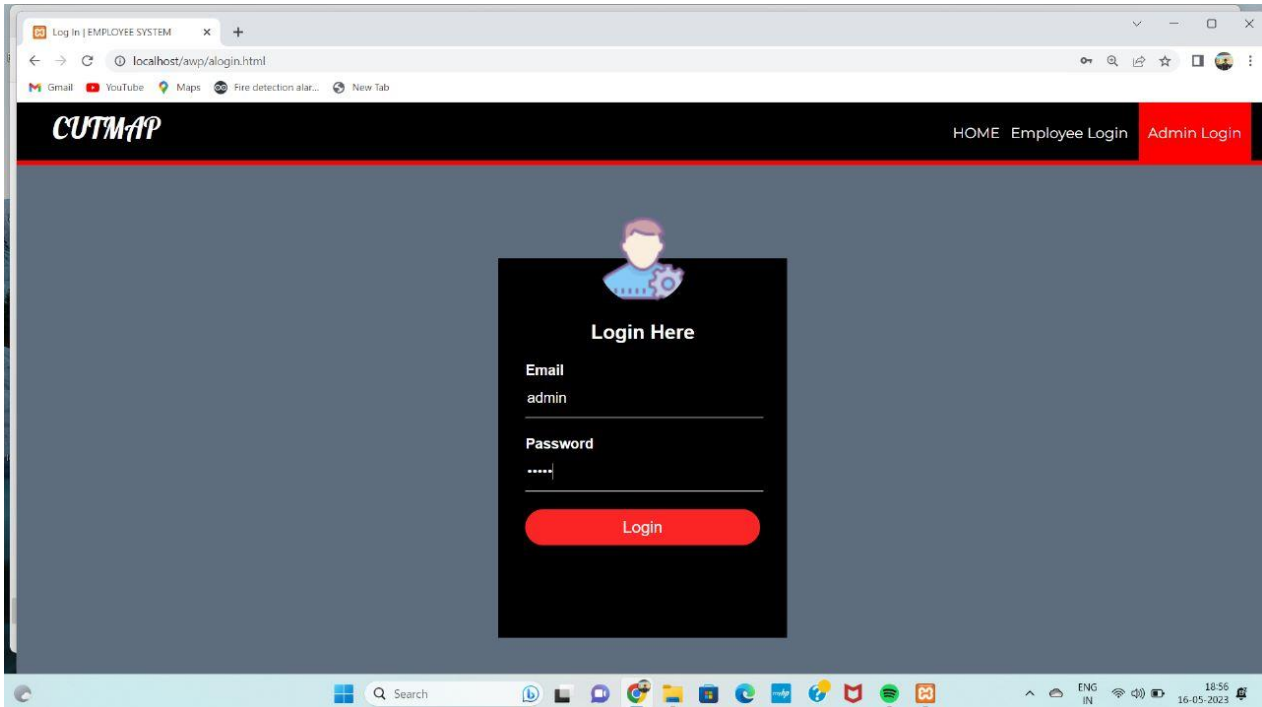 Log In | EMPLOYEE SYSTEM
localhost/awp/alogin.html
Gmail YouTube Maps Fire detection alar... New Tab
CUTMAP
HOME Employee Login Admin Login
Login Here
Email
admin
Password
•••••
Login
Search
ENG
IN
18:56
16-05-2023